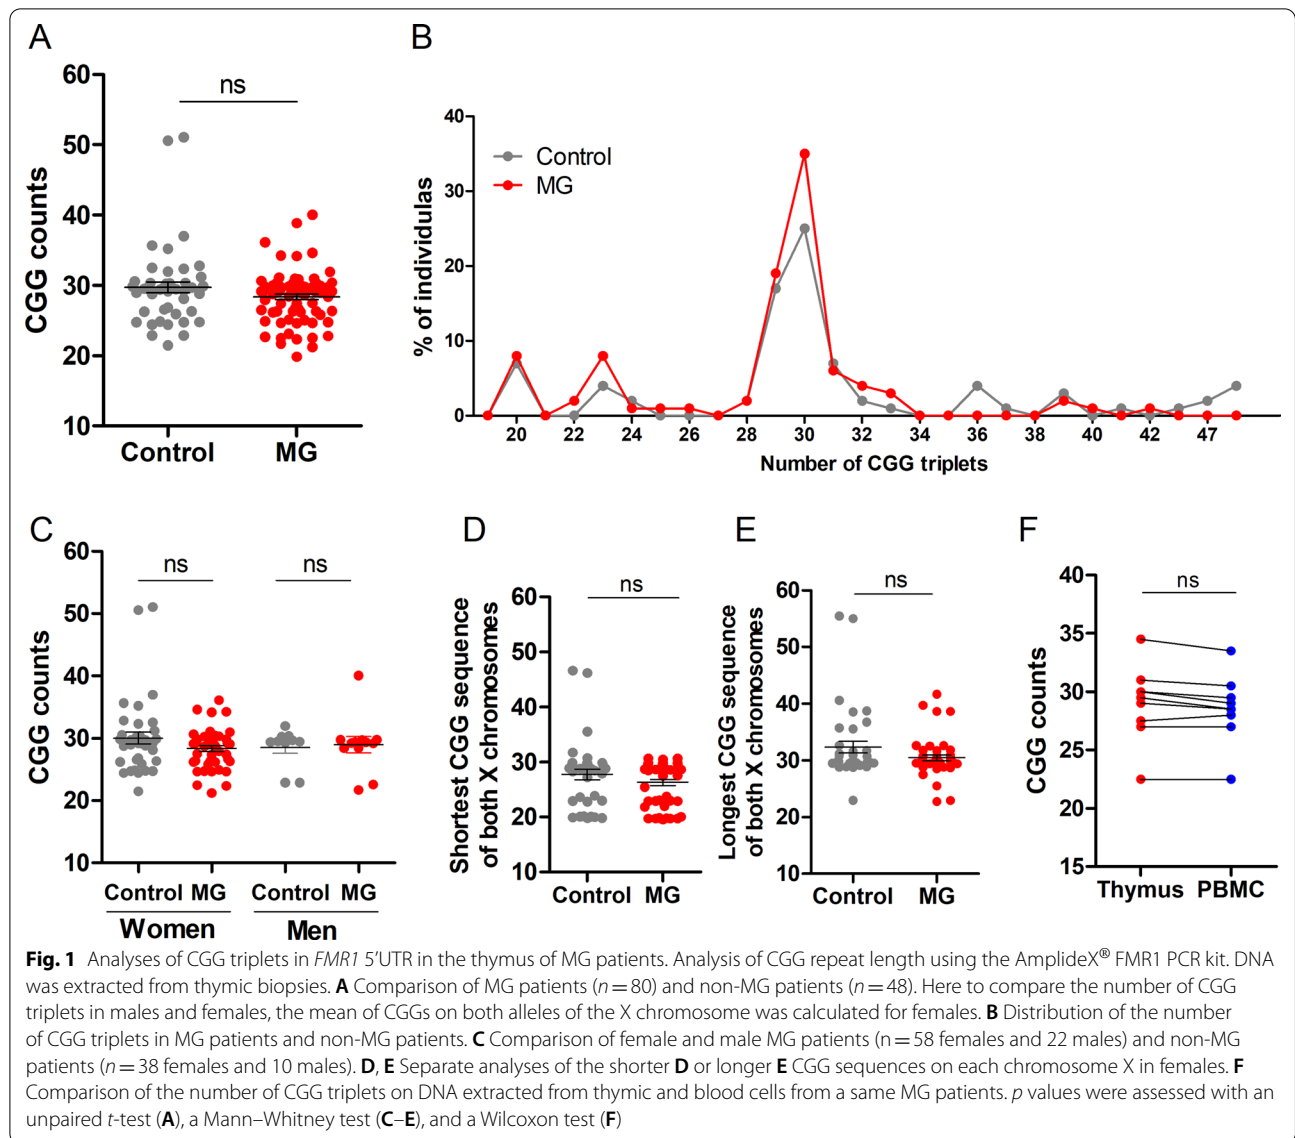 A
60
50
40
30
20
10
CGG counts
ns
Control
MG
B
40
30
20
10
0
% of individulas
Control
MG
20 22 24 26 28 30 32 34 36 38 40 42 47
Number of CGG triplets
C
60
50
40
30
20
10
CGG counts
ns
ns
Control MG Control MG
Women Men
D
60
50
40
30
20
10
Shortest CGG sequence
of both X chromosomes
ns
Control MG
E
60
50
40
30
20
10
Longest CGG sequence
of both X chromosomes
ns
Control MG
F
40
35
30
25
20
15
CGG counts
ns
Thymus PBMC
Fig. 1 Analyses of CGG triplets in FMR1 5'UTR in the thymus of MG patients. Analysis of CGG repeat length using the AmplideX® FMR1 PCR kit. DNA
was extracted from thymic biopsies. A Comparison of MG patients (n = 80) and non-MG patients (n = 48). Here to compare the number of CGG
triplets in males and females, the mean of CGGs on both alleles of the X chromosome was calculated for females. B Distribution of the number
of CGG triplets in MG patients and non-MG patients. C Comparison of female and male MG patients (n = 58 females and 22 males) and non-MG
patients (n = 38 females and 10 males). D, E Separate analyses of the shorter D or longer E CGG sequences on each chromosome X in females. F
Comparison of the number of CGG triplets on DNA extracted from thymic and blood cells from a same MG patients. p values were assessed with an
unpaired t-test (A), a Mann–Whitney test (C–E), and a Wilcoxon test (F)